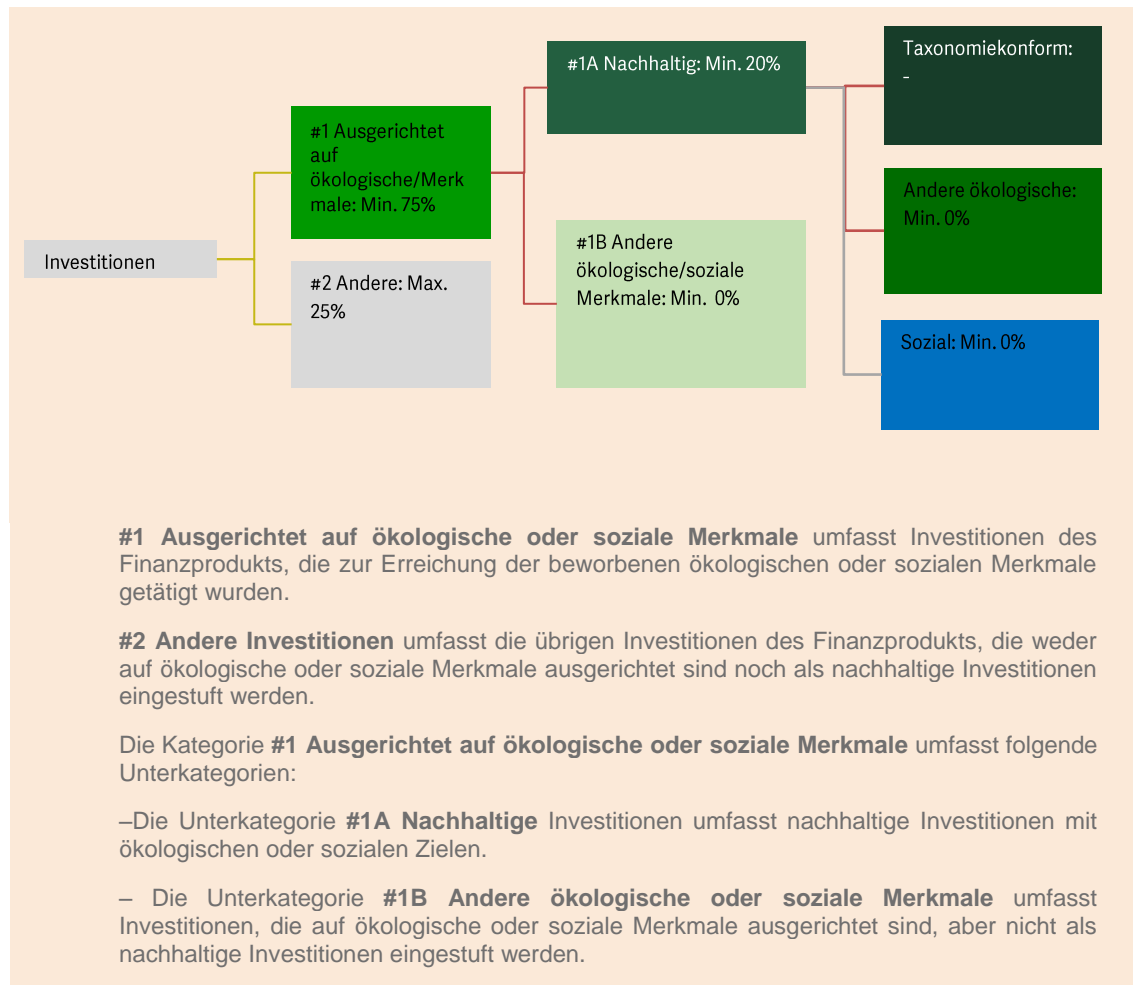 Investitionen
#1 Ausgerichtet
auf
ökologische/Merk
male: Min. 75%
#2 Andere: Max.
25%
#1A Nachhaltig: Min. 20%
#1B Andere
ökologische/soziale
Merkmale: Min. 0%
Taxonomiekonform:
-
Andere ökologische:
Min. 0%
Sozial: Min. 0%
#1 Ausgerichtet auf ökologische oder soziale Merkmale umfasst Investitionen des
Finanzprodukts, die zur Erreichung der beworbenen ökologischen oder sozialen Merkmale
getätigt wurden.
#2 Andere Investitionen umfasst die übrigen Investitionen des Finanzprodukts, die weder
auf ökologische oder soziale Merkmale ausgerichtet sind noch als nachhaltige Investitionen
eingestuft werden.
Die Kategorie #1 Ausgerichtet auf ökologische oder soziale Merkmale umfasst folgende
Unterkategorien:
–Die Unterkategorie #1A Nachhaltige Investitionen umfasst nachhaltige Investitionen mit
ökologischen oder sozialen Zielen.
– Die Unterkategorie #1B Andere ökologische oder soziale Merkmale umfasst
Investitionen, die auf ökologische oder soziale Merkmale ausgerichtet sind, aber nicht als
nachhaltige Investitionen eingestuft werden.